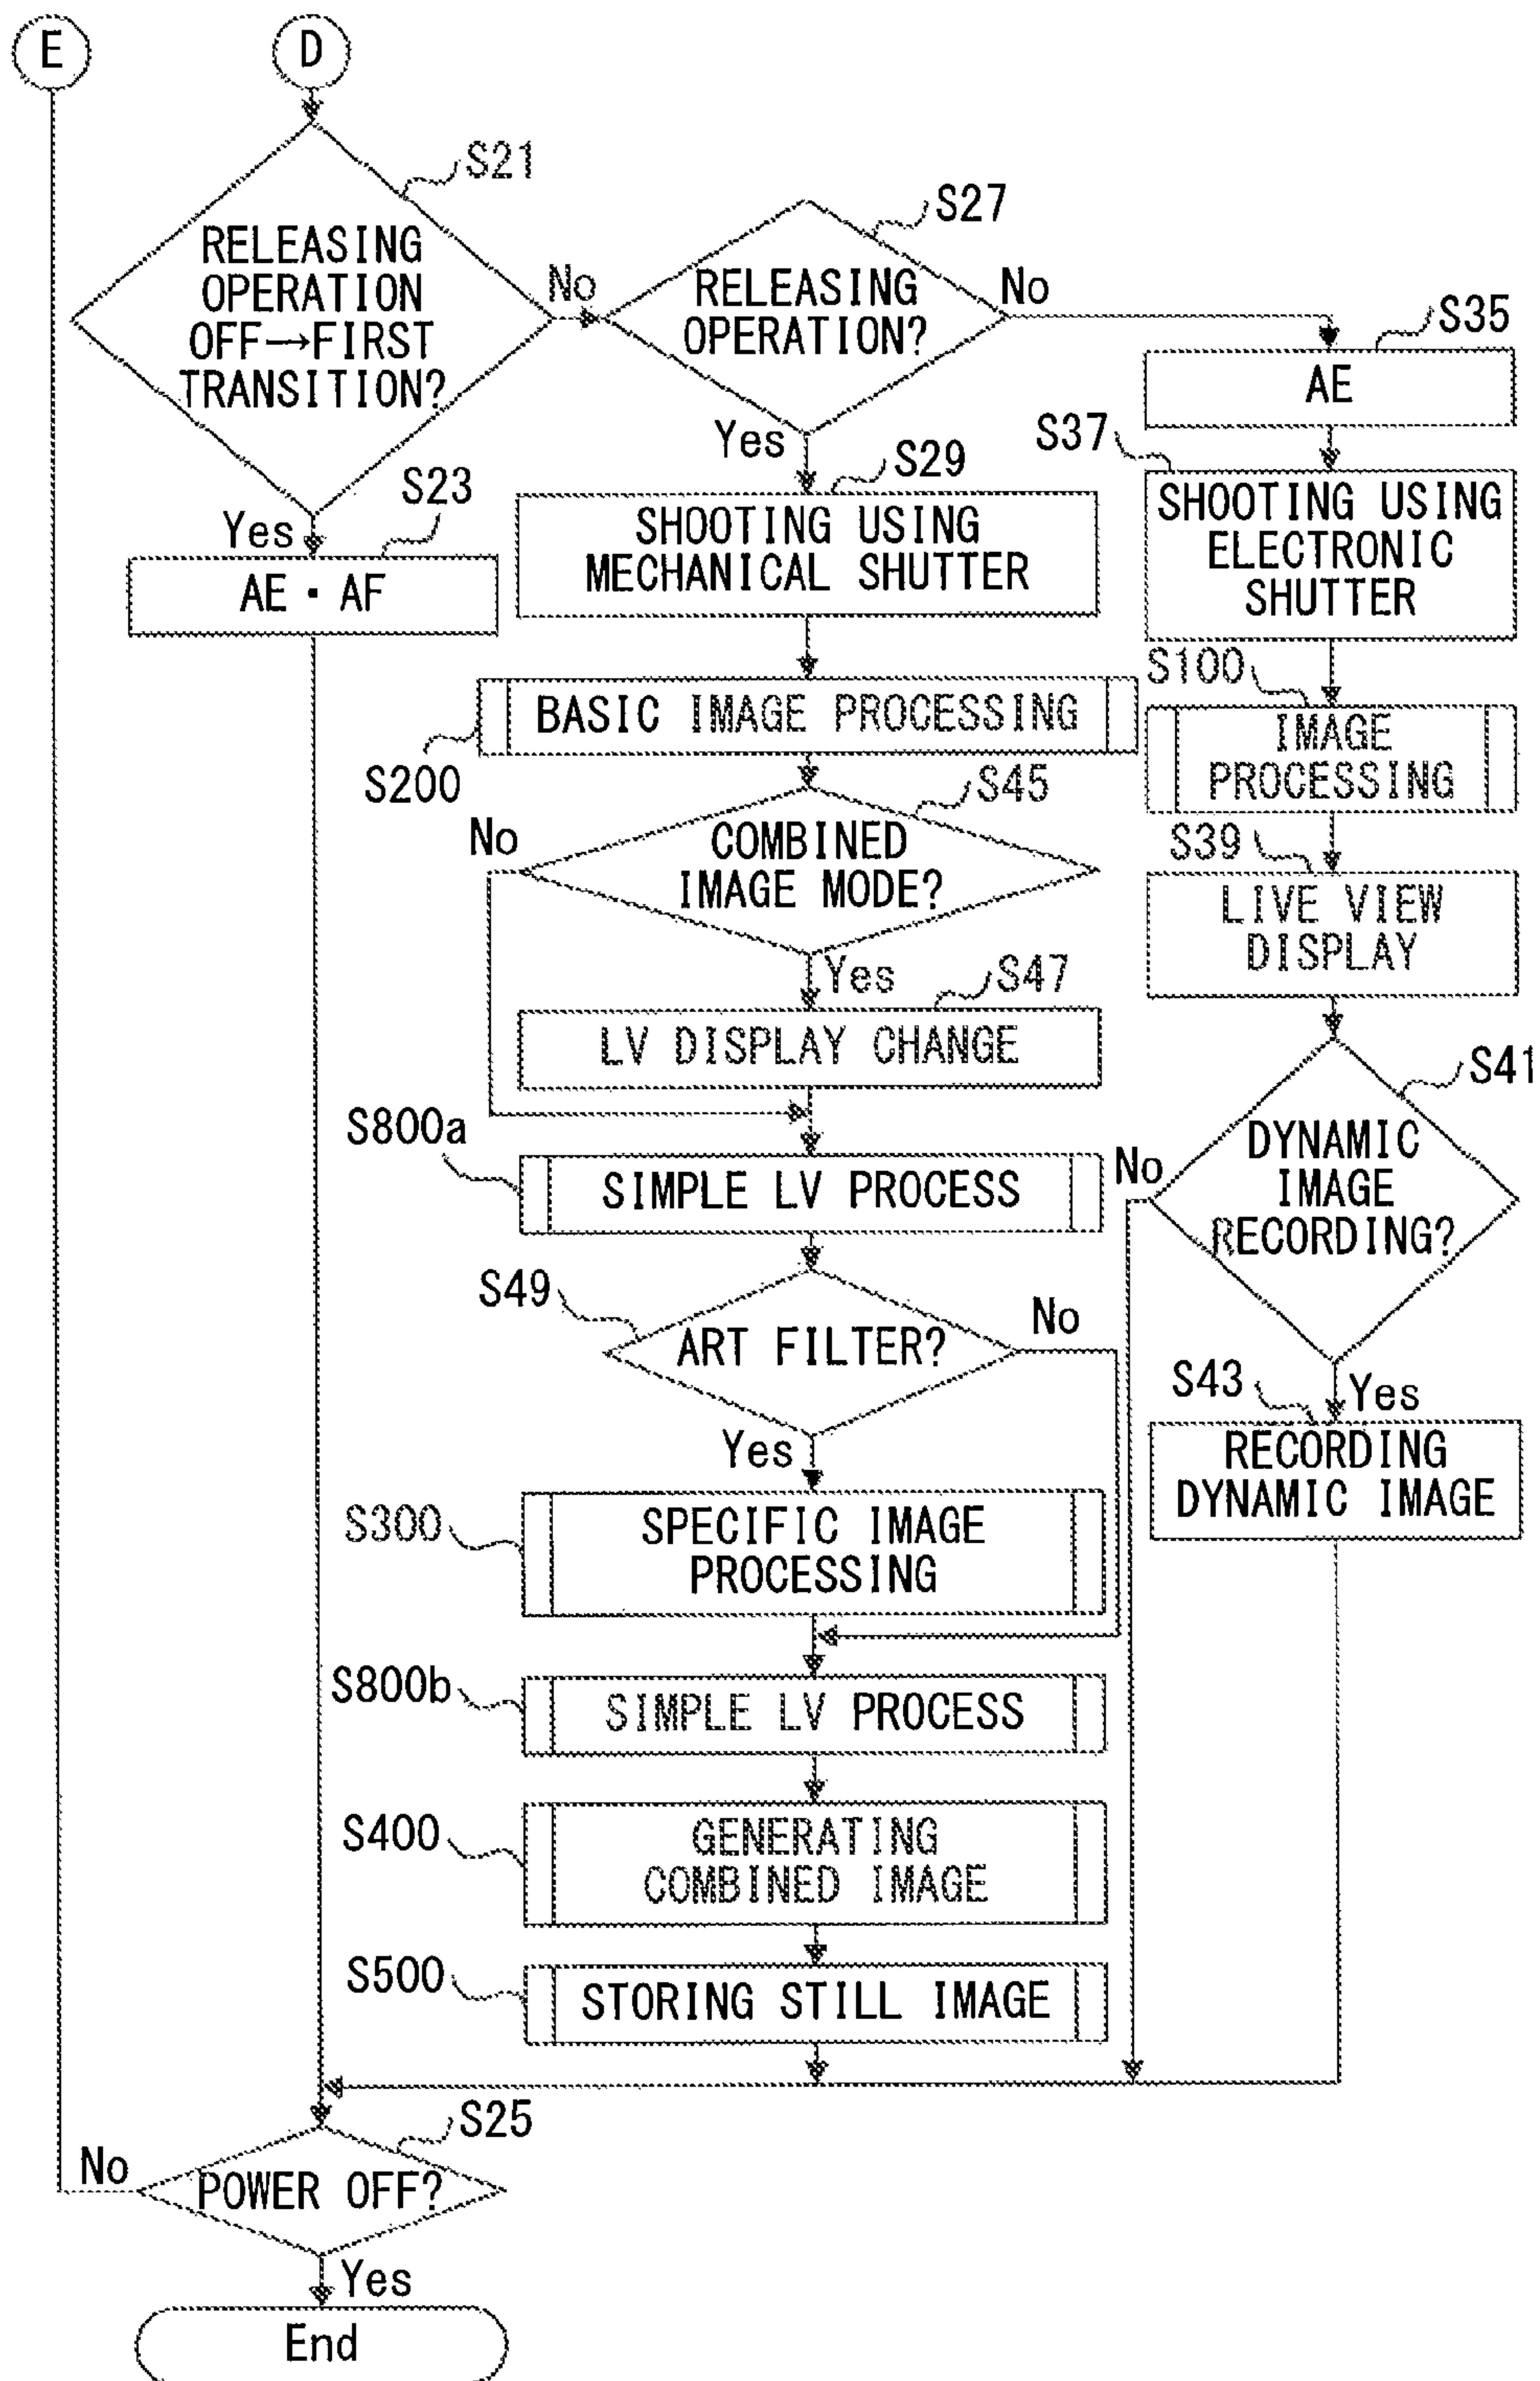 E
D
S21
RELEASING
OPERATION
OFF→FIRST
TRANSITION?
No
Yes
S23
AE・AF
S27
RELEASING
OPERATION?
No
Yes
S29
SHOOTING USING
MECHANICAL SHUTTER
BASIC IMAGE PROCESSING
S200
S45
COMBINED
IMAGE MODE?
No
Yes
S47
LV DISPLAY CHANGE
S800a
SIMPLE LV PROCESS
S49
ART FILTER?
No
Yes
S300
SPECIFIC IMAGE
PROCESSING
S800b
SIMPLE LV PROCESS
S400
GENERATING
COMBINED IMAGE
S500
STORING STILL IMAGE
S35
AE
S37
SHOOTING USING
ELECTRONIC
SHUTTER
S100
IMAGE
PROCESSING
S39
LIVE VIEW
DISPLAY
S41
DYNAMIC
IMAGE
RECORDING?
No
Yes
S43
RECORDING
DYNAMIC IMAGE
S25
POWER OFF?
No
Yes
End